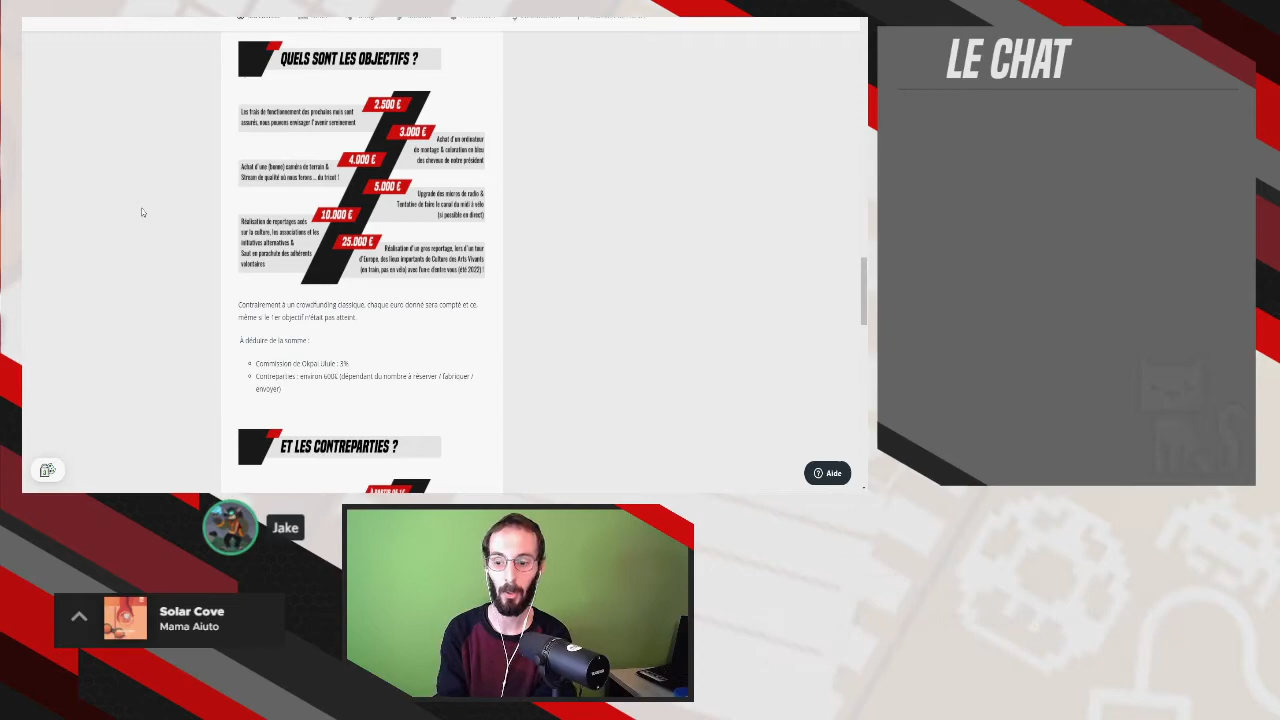 QUELS SONT LES OBJECTIFS ?
2.500 €
Les frais de fonctionnement des prochains mois sont
assurés, nous pouvons envisager l'avenir sereinement
3.000 €
Achat d'un ordinateur
de montage & coloration en bleu
des cheveux de notre président
4.000 €
Achat d'une (bonne) caméra de terrain &
Stream de qualité où nous ferons ... du tricot !
5.000 €
Upgrade des micros de radio &
Tentative de faire le canal du midi à vélo
(si possible en direct)
10.000 €
Réalisation de reportages axés
sur la culture, les associations et les
initiatives alternatives &
Saut en parachute des adhérents
volontaires
25.000 €
Réalisation d'un gros reportage, lors d'un tour
d'Europe, des lieux importants de Culture des Arts Vivants
(en train, pas en vélo) avec l'un·e d'entre vous (été 2022) !
Contrairement à un crowdfunding classique, chaque euro donné sera compté et ce,
même si le 1er objectif n'était pas atteint.
À déduire de la somme :
Commission de Okpal Ulule : 3%
Contreparties : environ 600€ (dépendant du nombre à réserver / fabriquer /
envoyer)
ET LES CONTREPARTIES ?
À PARTIR DE 1€
Aide
LE CHAT
Jake
Solar Cove
Mama Aiuto